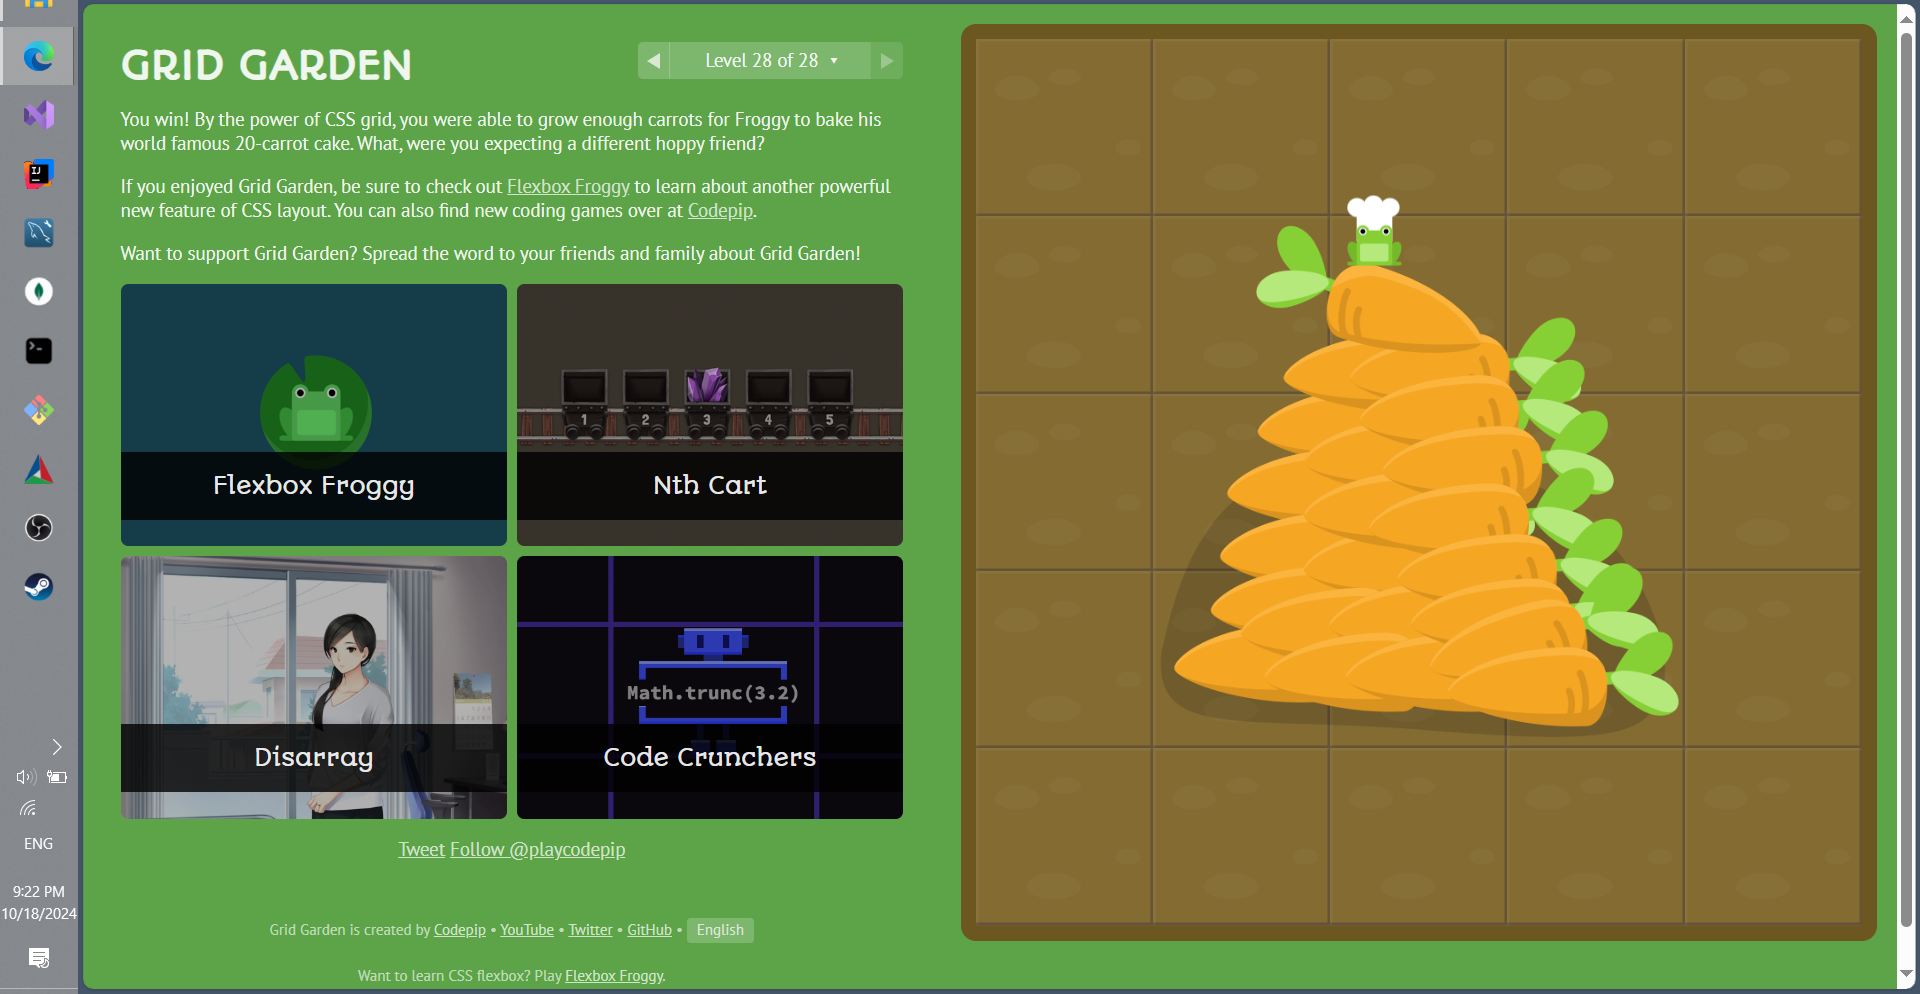 GRID GARDEN
Level 28 of 28
You win! By the power of CSS grid, you were able to grow enough carrots for Froggy to bake his
world famous 20-carrot cake. What, were you expecting a different hoppy friend?
If you enjoyed Grid Garden, be sure to check out Flexbox Froggy to learn about another powerful
new feature of CSS layout. You can also find new coding games over at Codepip.
Want to support Grid Garden? Spread the word to your friends and family about Grid Garden!
1 2 3 4 5
Flexbox Froggy
Nth Cart
Math.trunc(3.2)
Disarray
Code Crunchers
Tweet Follow @playcodepip
Grid Garden is created by Codepip • YouTube • Twitter • GitHub • English
Want to learn CSS flexbox? Play Flexbox Froggy.
IJ
ENG
9:22 PM
10/18/2024